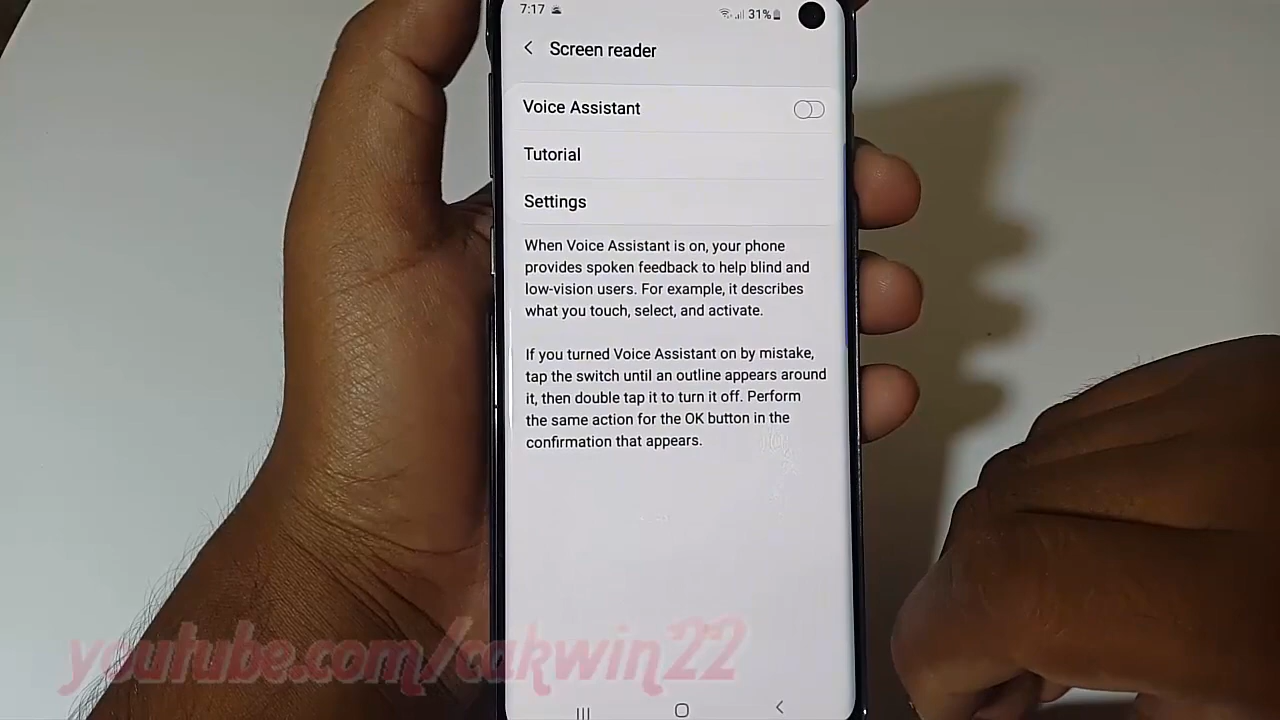 7:17 31%
Screen reader
Voice Assistant
Tutorial
Settings
When Voice Assistant is on, your phone
provides spoken feedback to help blind and
low-vision users. For example, it describes
what you touch, select, and activate.
If you turned Voice Assistant on by mistake,
tap the switch until an outline appears around
it, then double tap it to turn it off. Perform
the same action for the OK button in the
confirmation that appears.
youtube.com/cakwin22